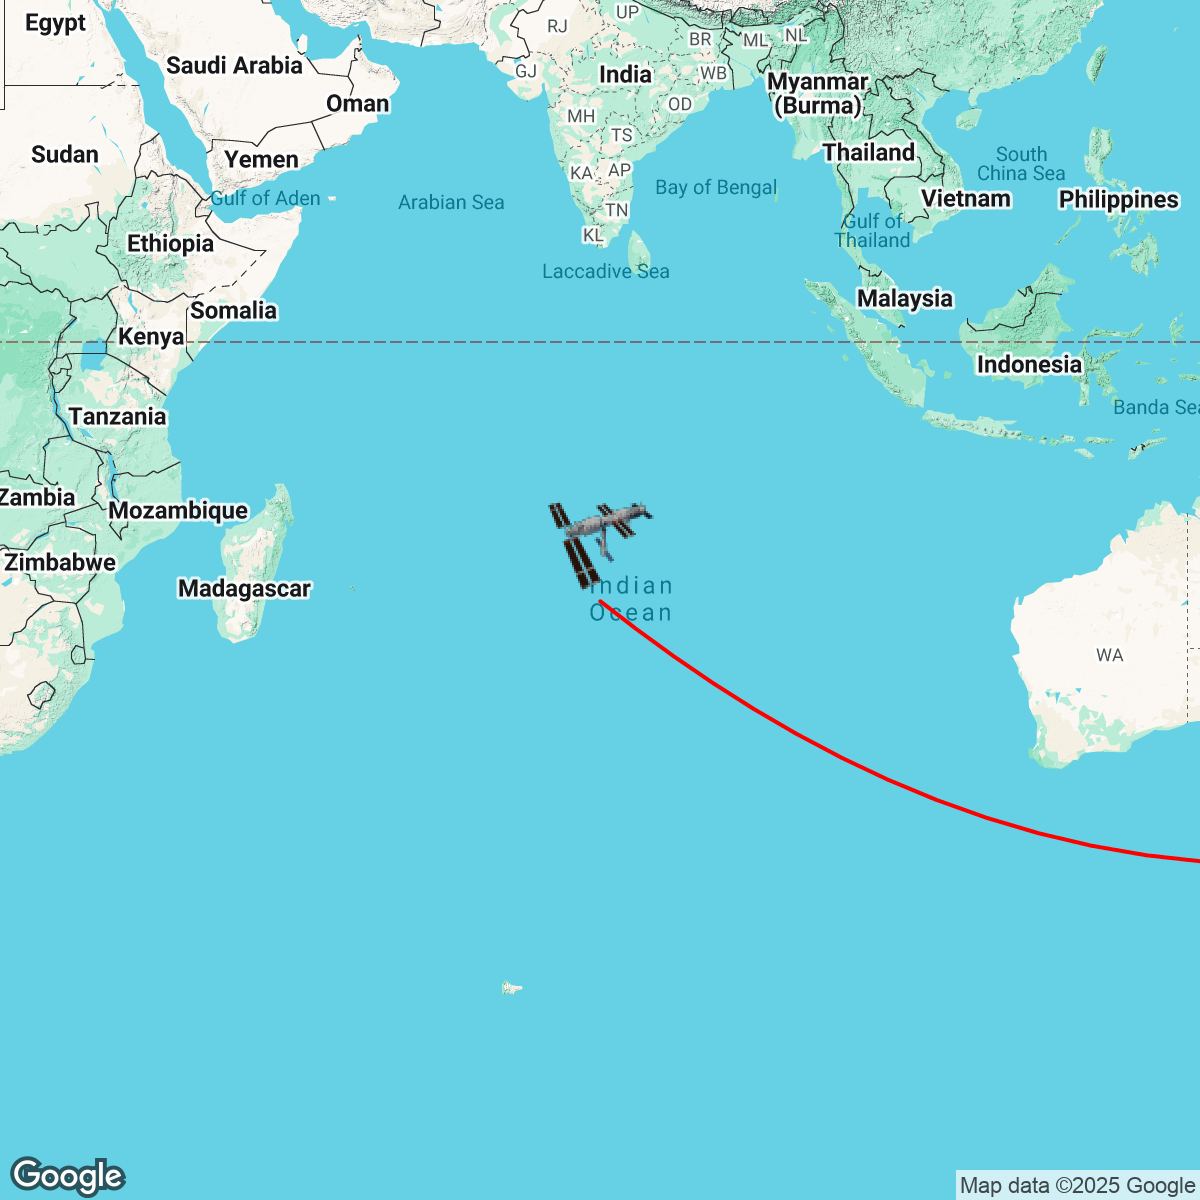 Egypt
RJ
UP
BR
ML
NL
Saudi Arabia
GJ
India
WB
Myanmar
(Burma)
Oman
MH
OD
TS
Sudan
Yemen
Thailand
South
China Sea
KA
AP
Bay of Bengal
Vietnam
Philippines
Gulf of Aden
Arabian Sea
TN
Gulf of
Thailand
Ethiopia
KL
Laccadive Sea
Malaysia
Somalia
Kenya
Indonesia
Banda Sea
Tanzania
Zambia
Mozambique
Zimbabwe
Madagascar
Indian
Ocean
WA
Google
Map data ©2025 Google